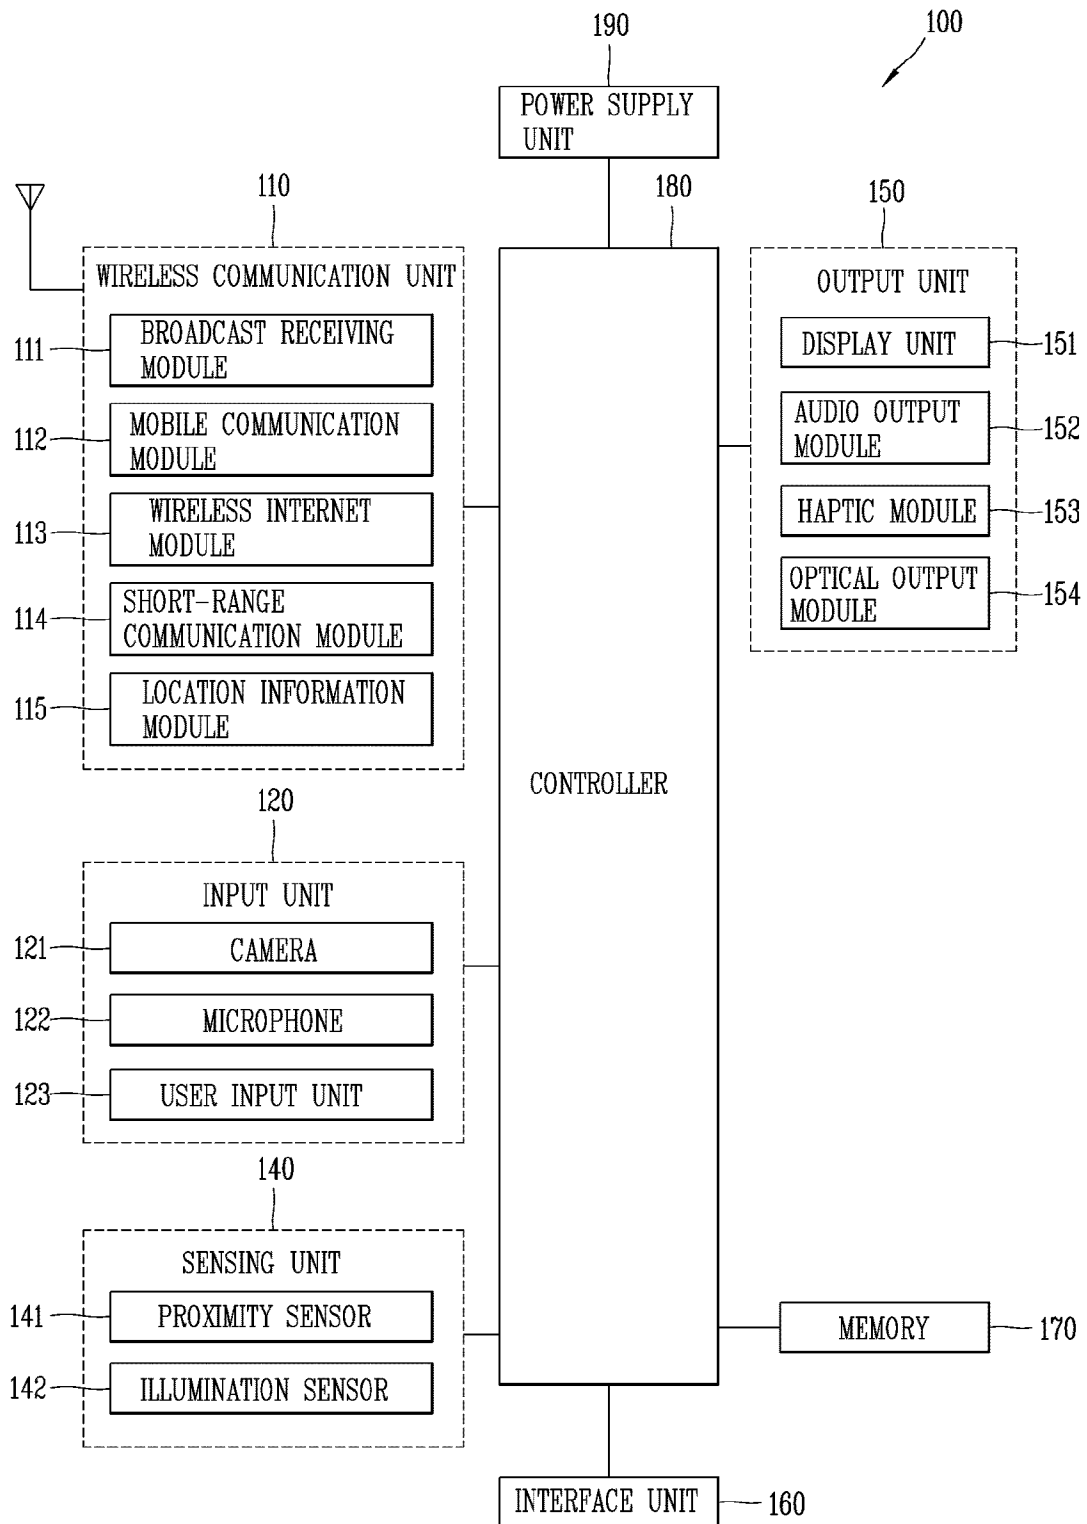 190
100
POWER SUPPLY
UNIT
110
180
150
WIRELESS COMMUNICATION UNIT
111
BROADCAST RECEIVING
MODULE
112
MOBILE COMMUNICATION
MODULE
113
WIRELESS INTERNET
MODULE
114
SHORT-RANGE
COMMUNICATION MODULE
115
LOCATION INFORMATION
MODULE
OUTPUT UNIT
DISPLAY UNIT
151
AUDIO OUTPUT
MODULE
152
HAPTIC MODULE
153
OPTICAL OUTPUT
MODULE
154
CONTROLLER
120
INPUT UNIT
121
CAMERA
122
MICROPHONE
123
USER INPUT UNIT
140
SENSING UNIT
141
PROXIMITY SENSOR
142
ILLUMINATION SENSOR
MEMORY
170
INTERFACE UNIT
160